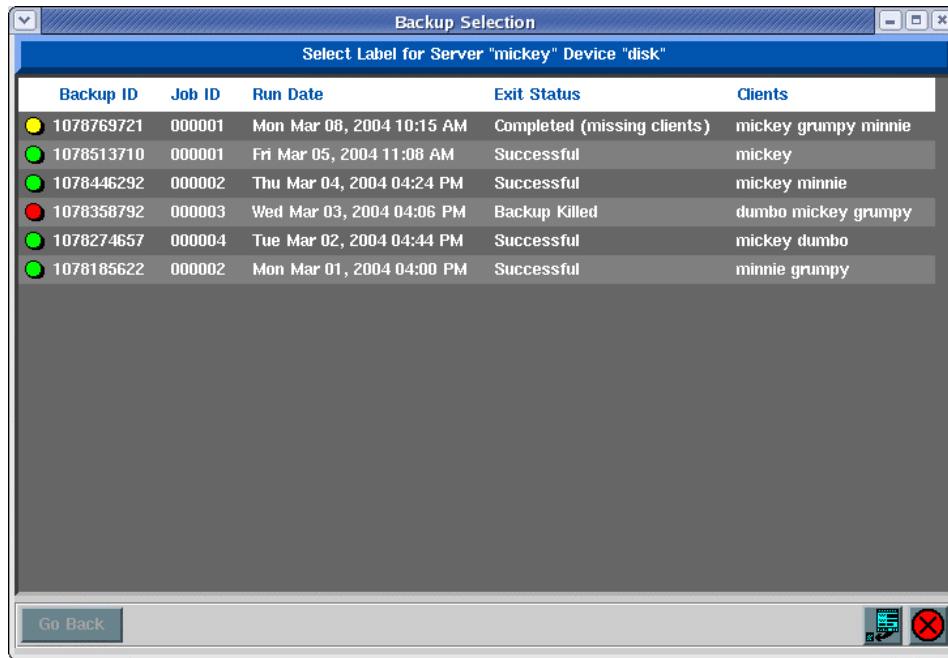 Backup Selection
Select Label for Server "mickey" Device "disk"
Backup ID Job ID Run Date Exit Status Clients
1078769721 000001 Mon Mar 08, 2004 10:15 AM Completed (missing clients) mickey grumpy minnie
1078513710 000001 Fri Mar 05, 2004 11:08 AM Successful mickey
1078446292 000002 Thu Mar 04, 2004 04:24 PM Successful mickey minnie
1078358792 000003 Wed Mar 03, 2004 04:06 PM Backup Killed dumbo mickey grumpy
1078274657 000004 Tue Mar 02, 2004 04:44 PM Successful mickey dumbo
1078185622 000002 Mon Mar 01, 2004 04:00 PM Successful minnie grumpy
Go Back